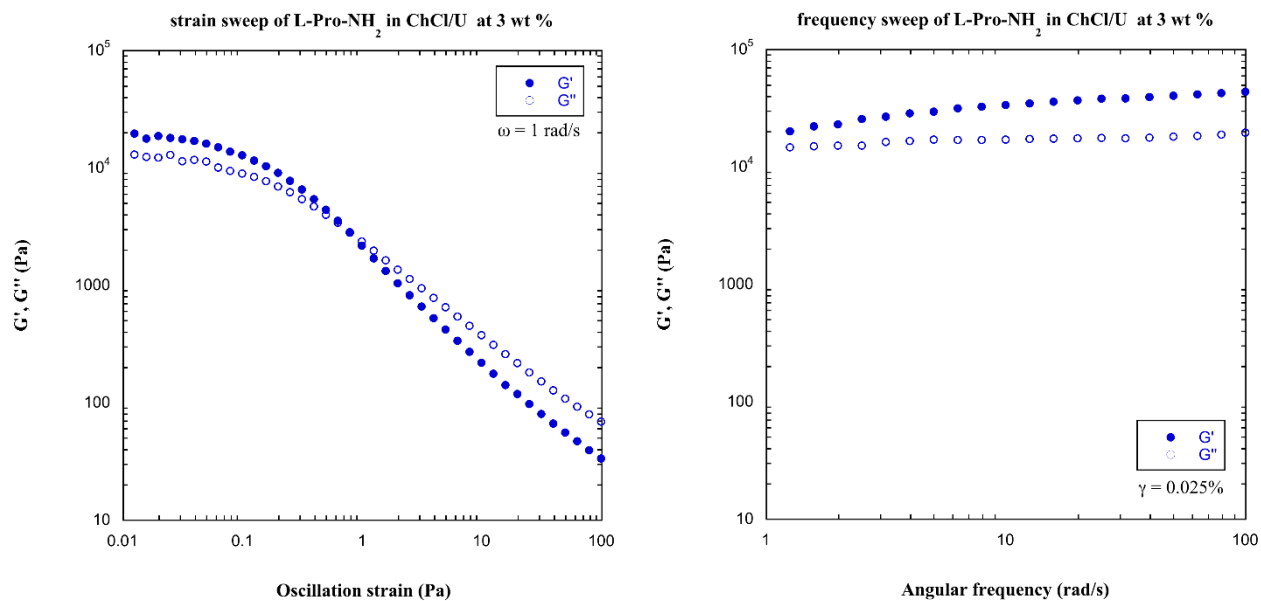 strain sweep of L-Pro-NH2 in ChCl/U at 3 wt %
10^5
10^4
1000
100
10
G', G'' (Pa)
G'
G''
ω = 1 rad/s
0.01
0.1
1
10
100
Oscillation strain (Pa)
frequency sweep of L-Pro-NH2 in ChCl/U at 3 wt %
10^5
10^4
1000
100
10
G', G'' (Pa)
G'
G''
γ = 0.025%
1
10
100
Angular frequency (rad/s)